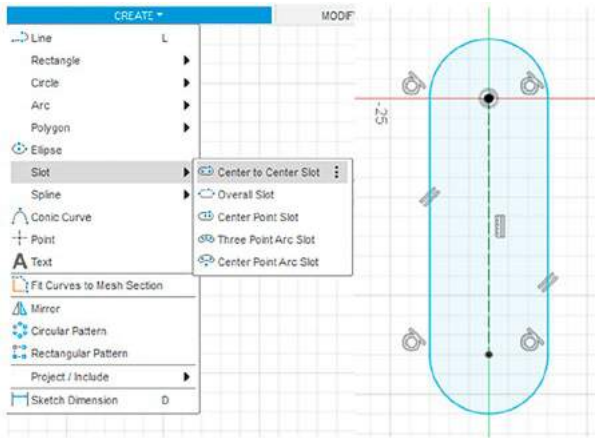 CREATE
MODIF
Line L
Rectangle
Circle
Arc
Polygon
Ellipse
Slot
Spline
Conic Curve
Point
Text
Fit Curves to Mesh Section
Mirror
Circular Pattern
Rectangular Pattern
Project / Include
Sketch Dimension D
Center to Center Slot
Overall Slot
Center Point Slot
Three Point Arc Slot
Center Point Arc Slot
-25